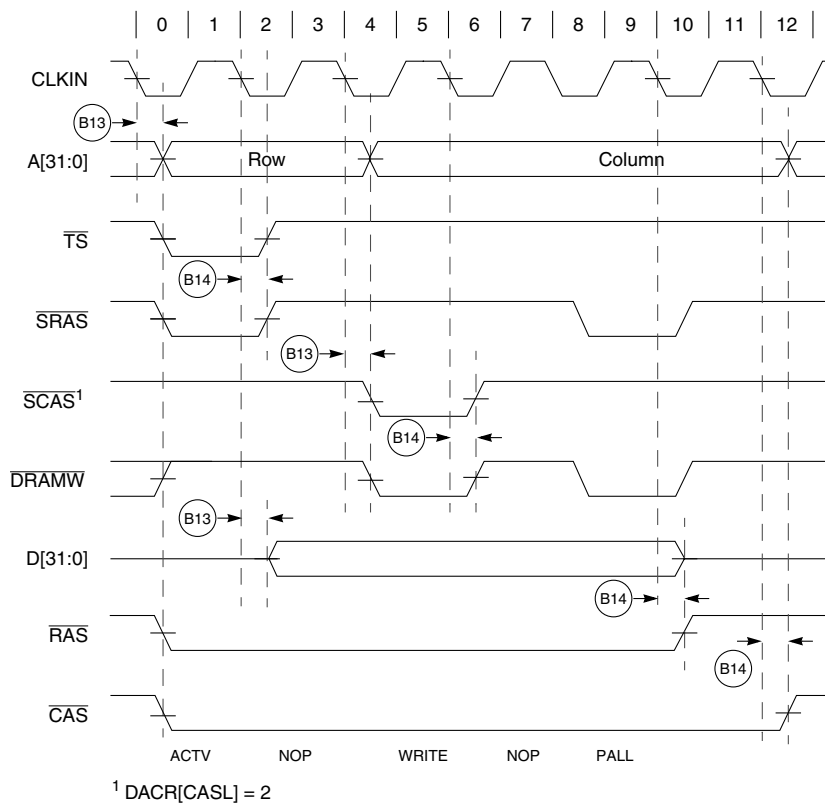 0 1 2 3 4 5 6 7 8 9 10 11 12
CLKIN
B13
A[31:0] Row Column
TS
B14
SRAS
B13
SCAS1
B14
DRAMW
B13
D[31:0]
B14
RAS
B14
CAS
ACTV NOP WRITE NOP PALL
1 DACR[CASL] = 2